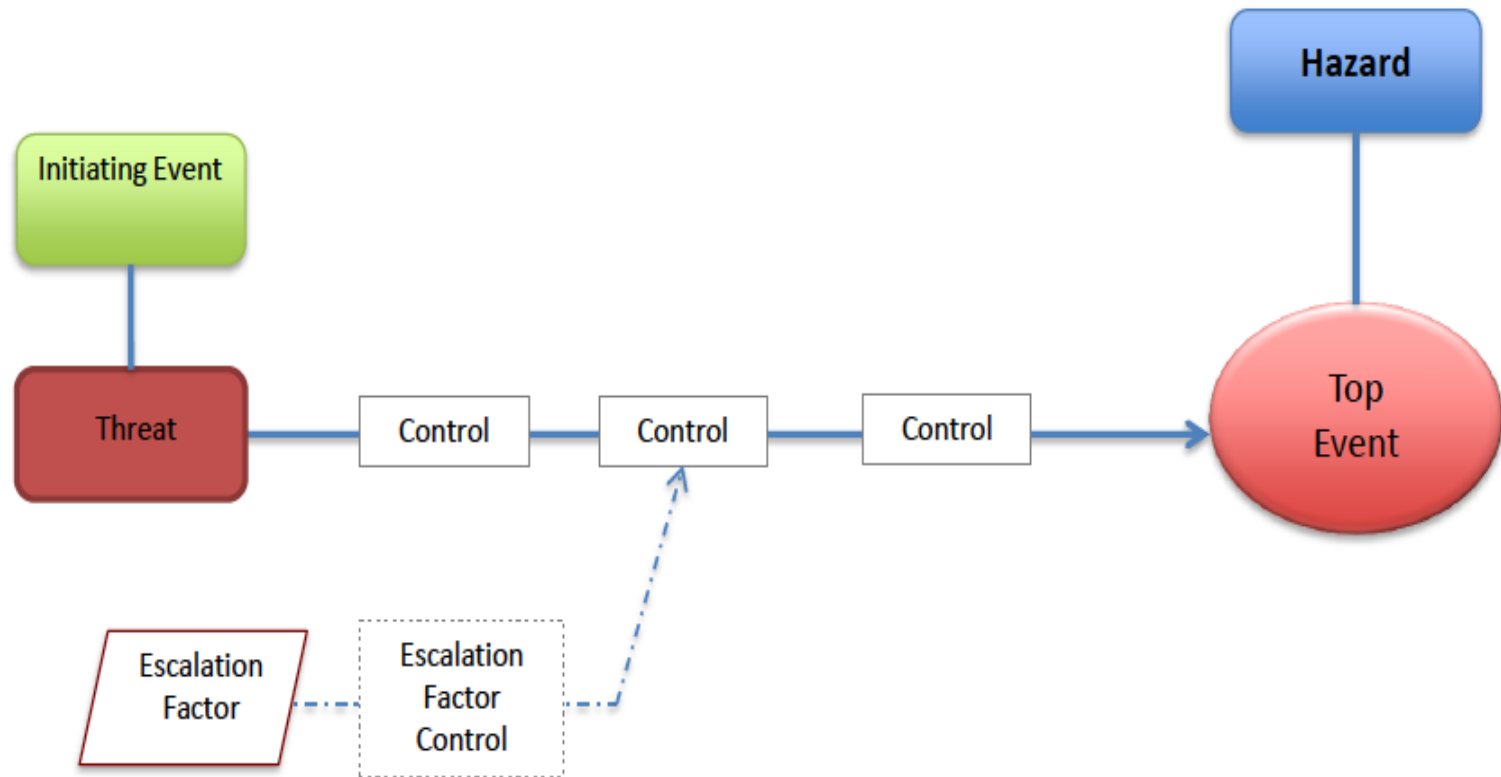 Hazard
Initiating Event
Threat
Control
Control
Control
Top
Event
Escalation
Factor
Escalation
Factor
Control